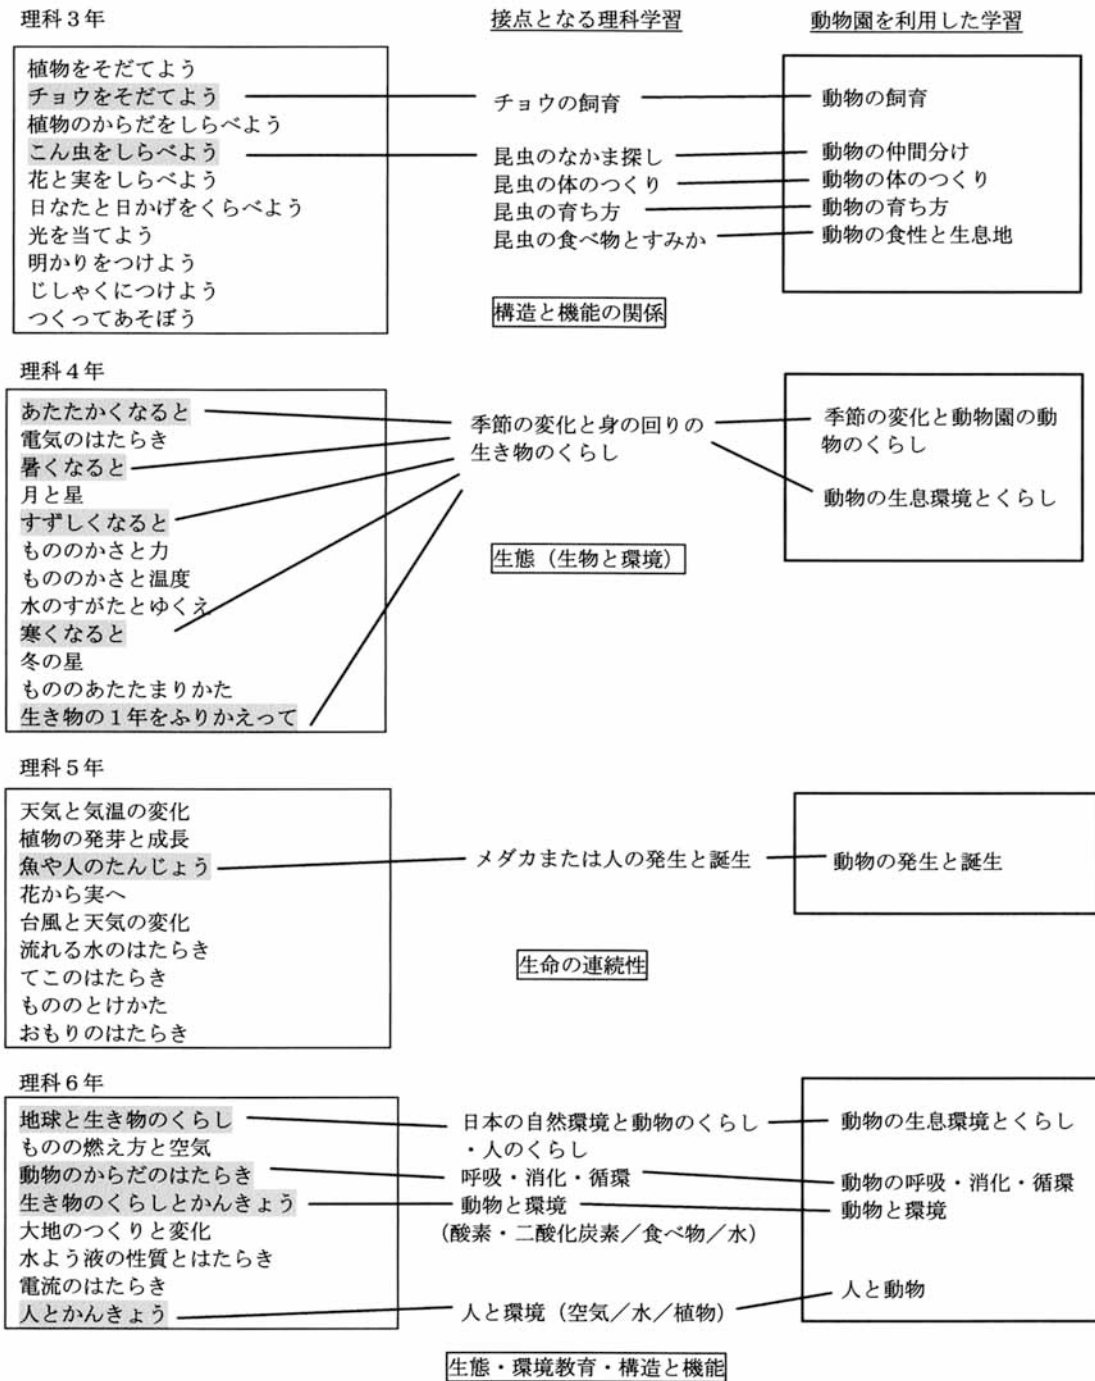 理科3年
接点となる理科学習
動物園を利用した学習
植物をそだてよう
チョウをそだてよう
植物のからだをしらべよう
こん虫をしらべよう
花と実をしらべよう
日なたと日かげをくらべよう
光を当てよう
明かりをつけよう
じしゃくにつけよう
つくってあそぼう
チョウの飼育
昆虫のなかま探し
昆虫の体のつくり
昆虫の育ち方
昆虫の食べ物とすみか
構造と機能の関係
動物の飼育
動物の仲間分け
動物の体のつくり
動物の育ち方
動物の食性と生息地
理科4年
あたたかくなると
電気のはたらき
暑くなると
月と星
すずしくなると
もののかさと力
もののかさと温度
水のすがたとゆくえ
寒くなると
冬の星
もののあたたまりかた
生き物の1年をふりかえって
季節の変化と身の回りの
生き物のくらし
生態（生物と環境）
季節の変化と動物園の動
物のくらし
動物の生息環境とくらし
理科5年
天気と気温の変化
植物の発芽と成長
魚や人のたんじょう
花から実へ
台風と天気の変化
流れる水のはたらき
てこのはたらき
もののとけかた
おもりのはたらき
メダカまたは人の発生と誕生
生命の連続性
動物の発生と誕生
理科6年
地球と生き物のくらし
ものの燃え方と空気
動物のからだのはたらき
生き物のくらしとかんきょう
大地のつくりと変化
水よう液の性質とはたらき
電流のはたらき
人とかんきょう
日本の自然環境と動物のくらし
・人のくらし
呼吸・消化・循環
動物と環境
（酸素・二酸化炭素／食べ物／水）
人と環境（空気／水／植物）
生態・環境教育・構造と機能
動物の生息環境とくらし
動物の呼吸・消化・循環
動物と環境
人と動物